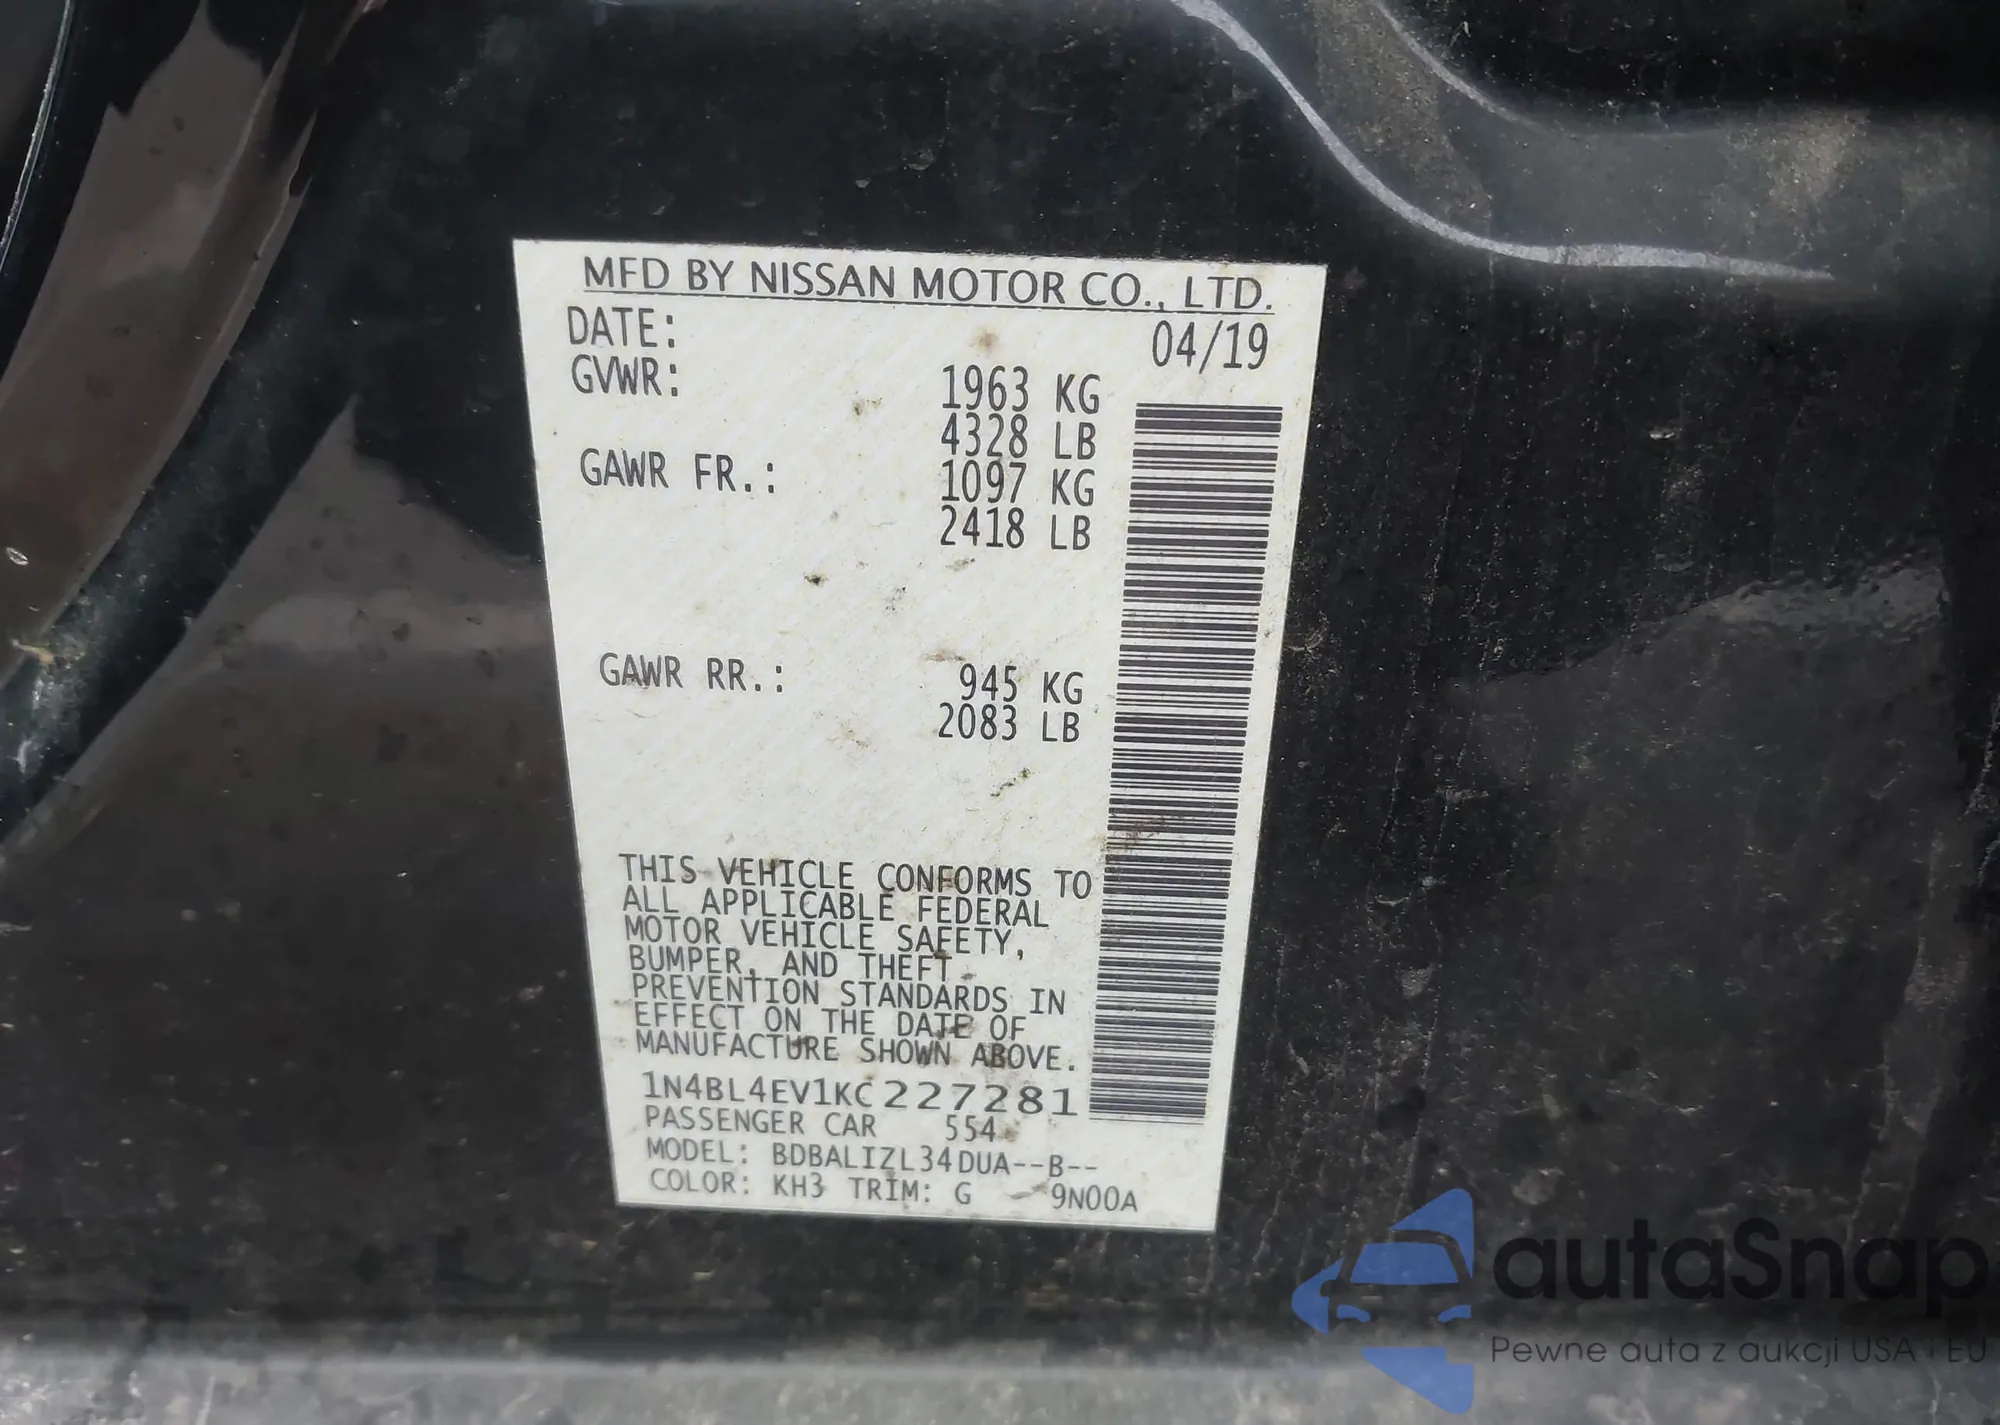 MFD BY NISSAN MOTOR CO., LTD.
DATE: 04/19
GVWR: 1963 KG
4328 LB
GAWR FR.: 1097 KG
2418 LB
GAWR RR.: 945 KG
2083 LB
THIS VEHICLE CONFORMS TO
ALL APPLICABLE FEDERAL
MOTOR VEHICLE SAFETY,
BUMPER, AND THEFT
PREVENTION STANDARDS IN
EFFECT ON THE DATE OF
MANUFACTURE SHOWN ABOVE.
1N4BL4EV1KC227281
PASSENGER CAR 554
MODEL: BDBALIZL34DUA--B--
COLOR: KH3 TRIM: G 9N00A
autaSnap
Pewne auta z aukcji USA i EU